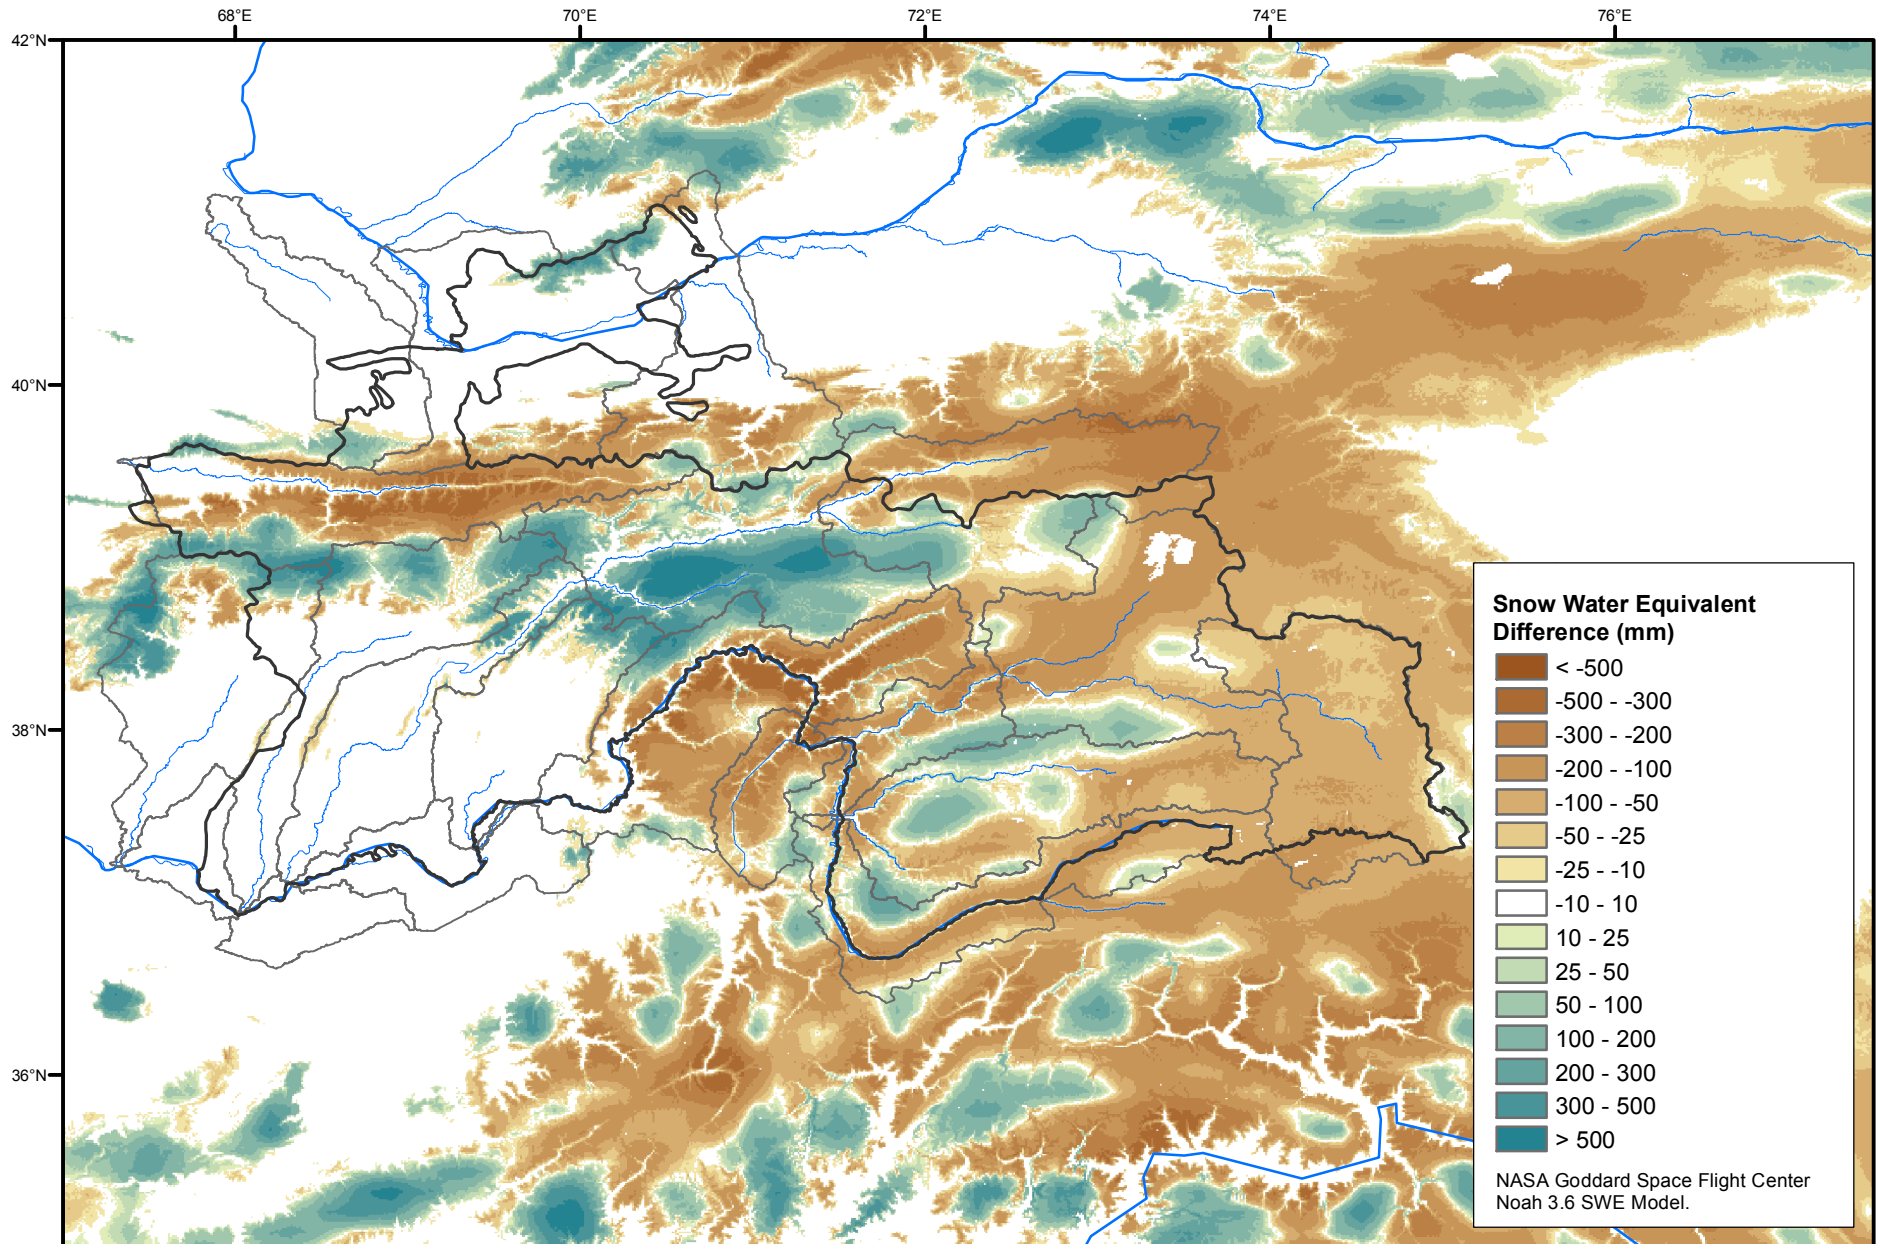 68°E
70°E
72°E
74°E
76°E
42°N
40°N
38°N
36°N
Snow Water Equivalent
Difference (mm)
< -500
-500 - -300
-300 - -200
-200 - -100
-100 - -50
-50 - -25
-25 - -10
-10 - 10
10 - 25
25 - 50
50 - 100
100 - 200
200 - 300
300 - 500
> 500
NASA Goddard Space Flight Center
Noah 3.6 SWE Model.